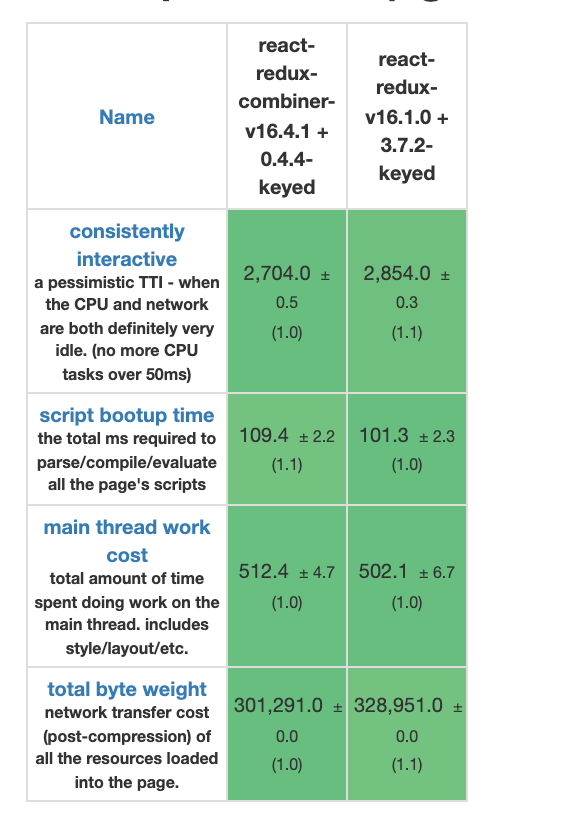 Name
react-
redux-
combiner-
v16.4.1 +
0.4.4-
keyed
react-
redux-
v16.1.0 +
3.7.2-
keyed
consistently
interactive
a pessimistic TTI - when
the CPU and network
are both definitely very
idle. (no more CPU
tasks over 50ms)
2,704.0 ±
0.5
(1.0)
2,854.0 ±
0.3
(1.1)
script bootup time
the total ms required to
parse/compile/evaluate
all the page's scripts
109.4 ± 2.2
(1.1)
101.3 ± 2.3
(1.0)
main thread work
cost
total amount of time
spent doing work on the
main thread. includes
style/layout/etc.
512.4 ± 4.7
(1.0)
502.1 ± 6.7
(1.0)
total byte weight
network transfer cost
(post-compression) of
all the resources loaded
into the page.
301,291.0 ±
0.0
(1.0)
328,951.0 ±
0.0
(1.1)